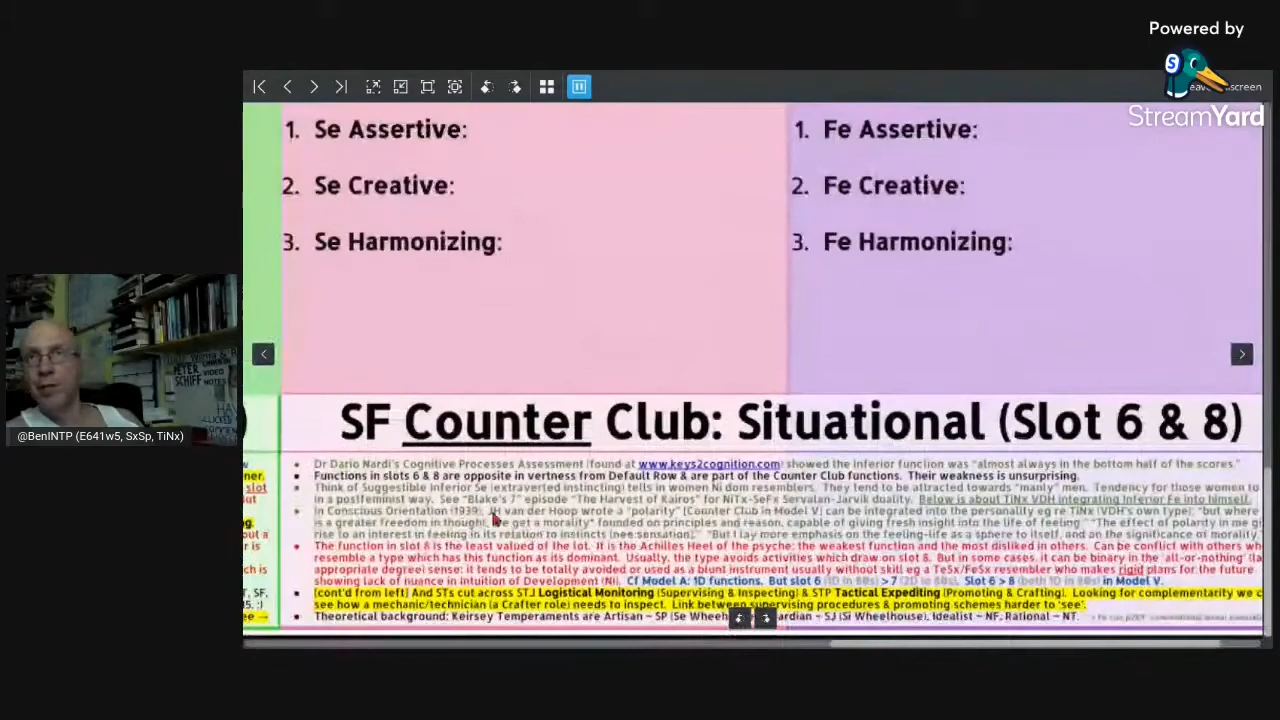 Powered by
StreamYard
1. Se Assertive:
2. Se Creative:
3. Se Harmonizing:
1. Fe Assertive:
2. Fe Creative:
3. Fe Harmonizing:
PETER
SCHIFF
VIDEO
NOTES
@BenINTP (E641w5, SxSp, TiNx)
SF Counter Club: Situational (Slot 6 & 8)
• Dr Dario Nardi's Cognitive Processes Assessment (found at www.keys2cognition.com) showed the inferior function was "almost always in the bottom half of the scores."
• Functions in slots 6 & 8 are opposite in vertness from Default Row & are part of the Counter Club functions. Their weakness is unsurprising.
• Think of Suggestible Inferior Se (extraverted instincting) tells in women Ni dom resemblers. They tend to be attracted towards "manly" men. Tendency for those women to
in a postfeminist way. See "Blake's 7" episode "The Harvest of Kairos" for NiTx-SeFx Servalan-Jarvik duality. Below is about TiNx VDH integrating Inferior Fe into himself.
• In Conscious Orientation (1939), JH van der Hoop wrote a "polarity" [Counter Club in Model V] can be integrated into the personality eg re TiNx (VDH's own type), "but where
is a greater freedom in thought, we get a morality" founded on principles and reason, capable of giving fresh insight into the life of feeling" "The effect of polarity in me gi
rise to an interest in feeling in its relation to instincts (nee:sensation)," "But I lay more emphasis on the feeling-life as a sphere to itself, and on the significance of morality
• The function in slot 8 is the least valued of the lot. It is the Achilles Heel of the psyche: the weakest function and the most disliked in others. Can be conflict with others wh
resemble a type which has this function as its dominant. Usually, the type avoids activities which draw on slot 8. But in some cases, it can be binary in the 'all-or-nothing' (la
appropriate degree) sense: it tends to be totally avoided or used as a blunt instrument usually without skill eg a TeSx/FeSx resembler who makes rigid plans for the future
showing lack of nuance in Intuition of Development (Ni). Cf Model A: 1D functions. But slot 6 (1D in 80s) > 7 (2D in 80s). Slot 6 > 8 (both 1D in 80s) in Model V.
• (cont'd from left) And STs cut across STJ Logistical Monitoring (Supervising & Inspecting) & STP Tactical Expediting (Promoting & Crafting). Looking for complementarity we c
see how a mechanic/technician (a Crafter role) needs to inspect. Link between supervising procedures & promoting schemes harder to 'see'.
• Theoretical background: Keirsey Temperaments are Artisan ~ SP (Se Wheelh ardian ~ SJ (Si Wheelhouse), Idealist ~ NF, Rational ~ NT.